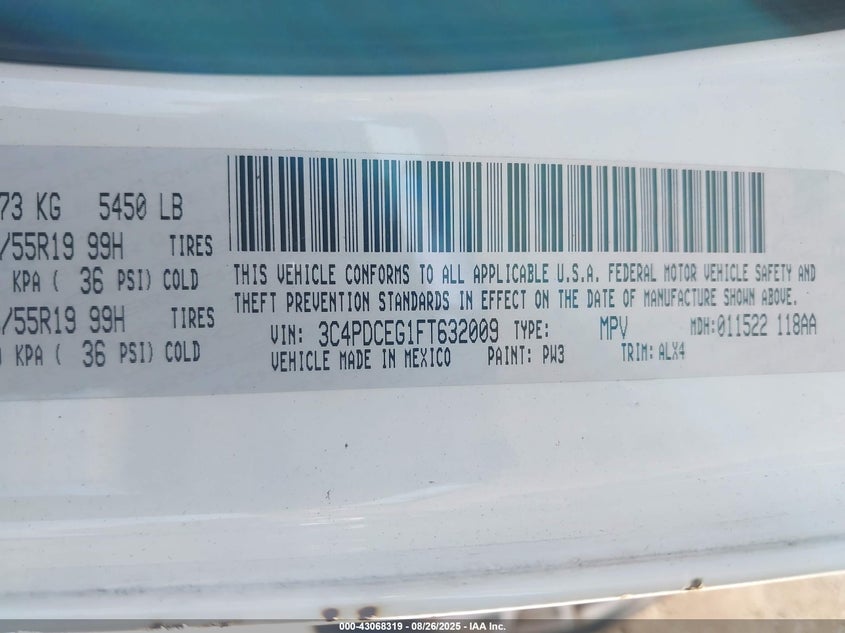 73 KG 5450 LB
/55R19 99H TIRES
KPA ( 36 PSI) COLD
/55R19 99H TIRES
KPA ( 36 PSI) COLD
THIS VEHICLE CONFORMS TO ALL APPLICABLE U.S.A. FEDERAL MOTOR VEHICLE SAFETY AND
THEFT PREVENTION STANDARDS IN EFFECT ON THE DATE OF MANUFACTURE SHOWN ABOVE.
VIN: 3C4PDCEG1FT632009 TYPE: MPV MDH:011522 118AA
VEHICLE MADE IN MEXICO PAINT: PW3 TRIM: ALX4
000-43068319 - 08/26/2025 - IAA Inc.